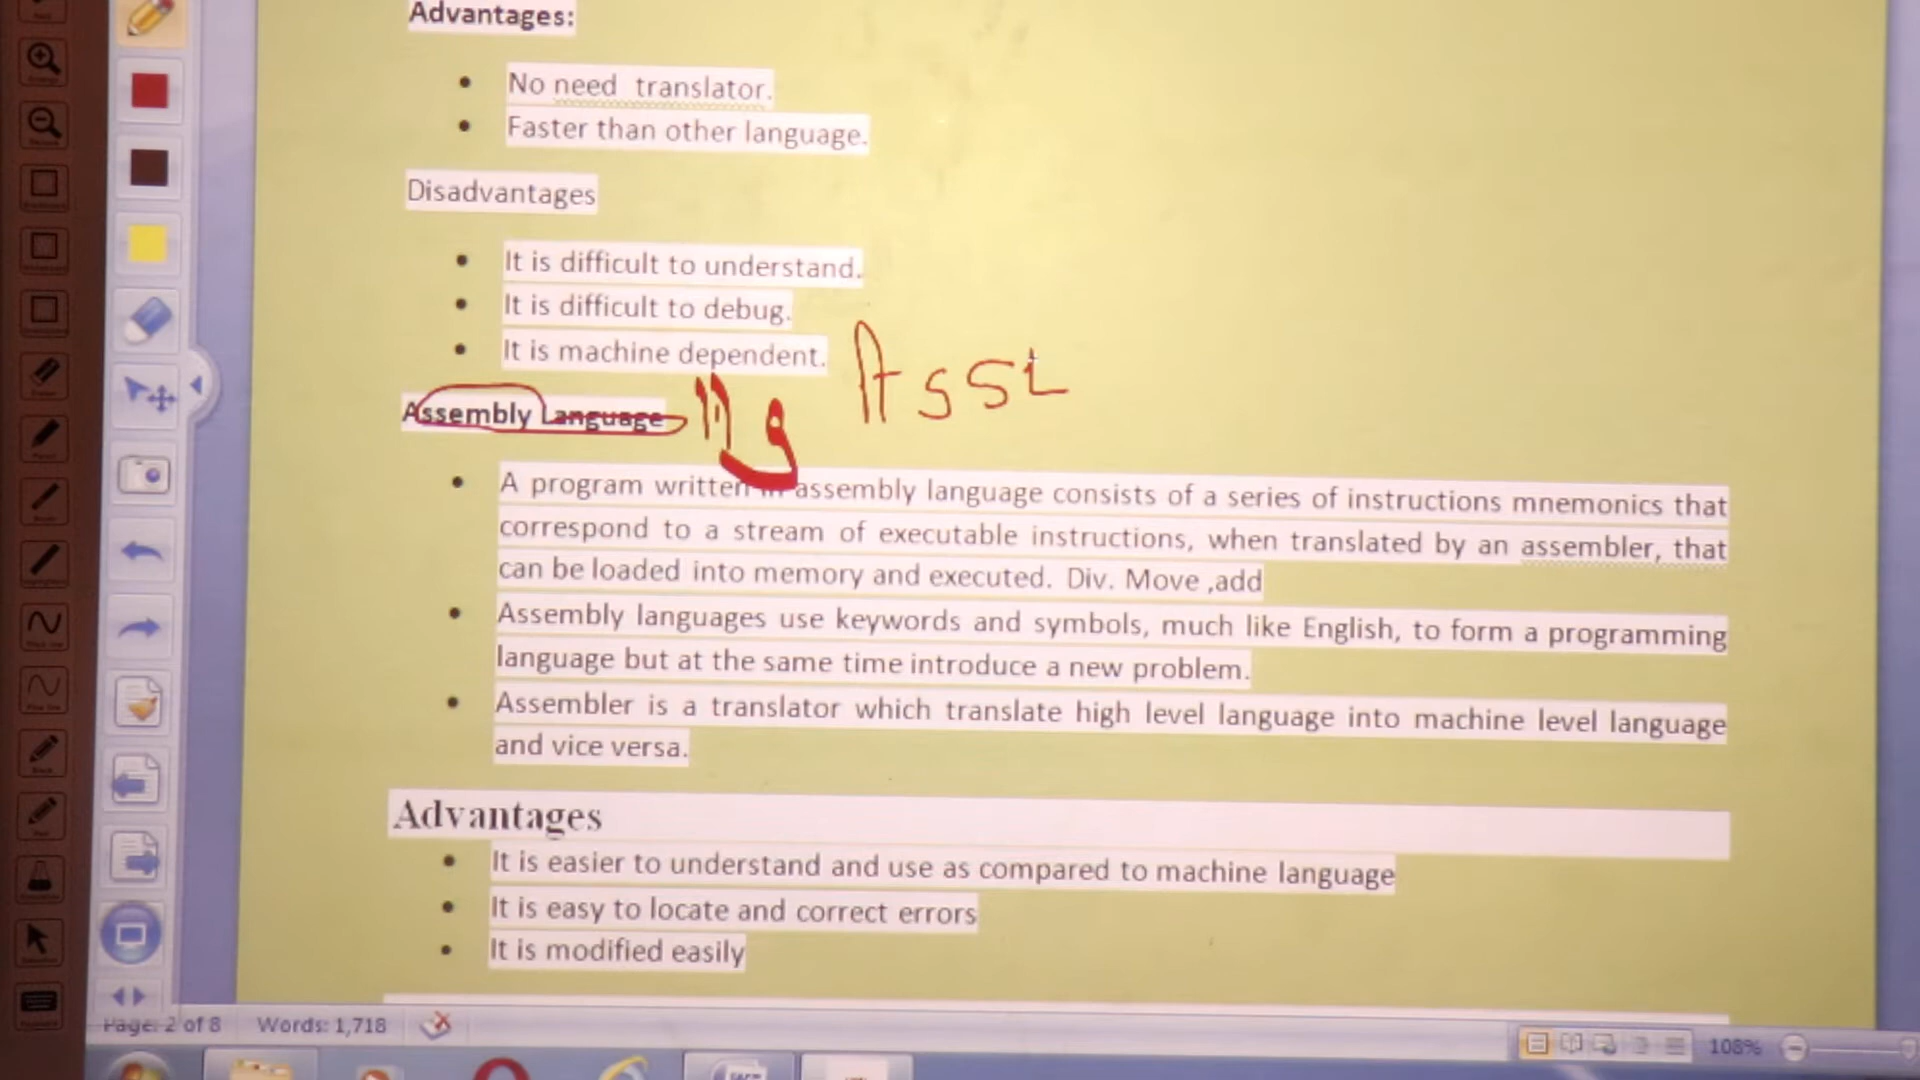 Advantages:
No need translator.
Faster than other language.
Disadvantages
It is difficult to understand.
It is difficult to debug.
It is machine dependent.
Assembly Language
A program written in assembly language consists of a series of instructions mnemonics that
correspond to a stream of executable instructions, when translated by an assembler, that
can be loaded into memory and executed. Div. Move ,add
Assembly languages use keywords and symbols, much like English, to form a programming
language but at the same time introduce a new problem.
Assembler is a translator which translate high level language into machine level language
and vice versa.
Advantages
It is easier to understand and use as compared to machine language
It is easy to locate and correct errors
It is modified easily
Page: 2 of 8 Words: 1,718
108%